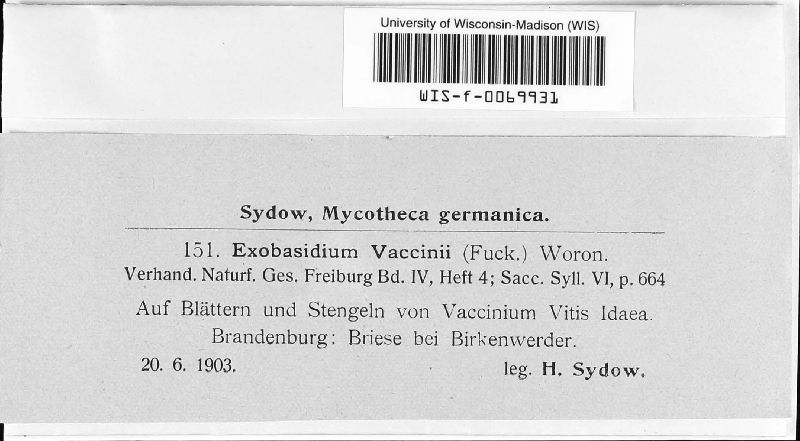 University of Wisconsin-Madison (WIS)
WIS-f-0069931
Sydow, Mycotheca germanica.
151. Exobasidium Vaccinii (Fuck.) Woron.
Verhand. Naturf. Ges. Freiburg Bd. IV, Heft 4; Sacc. Syll. VI, p. 664
Auf Blättern und Stengeln von Vaccinium Vitis Idaea.
Brandenburg: Briese bei Birkenwerder.
20. 6. 1903. leg. H. Sydow.